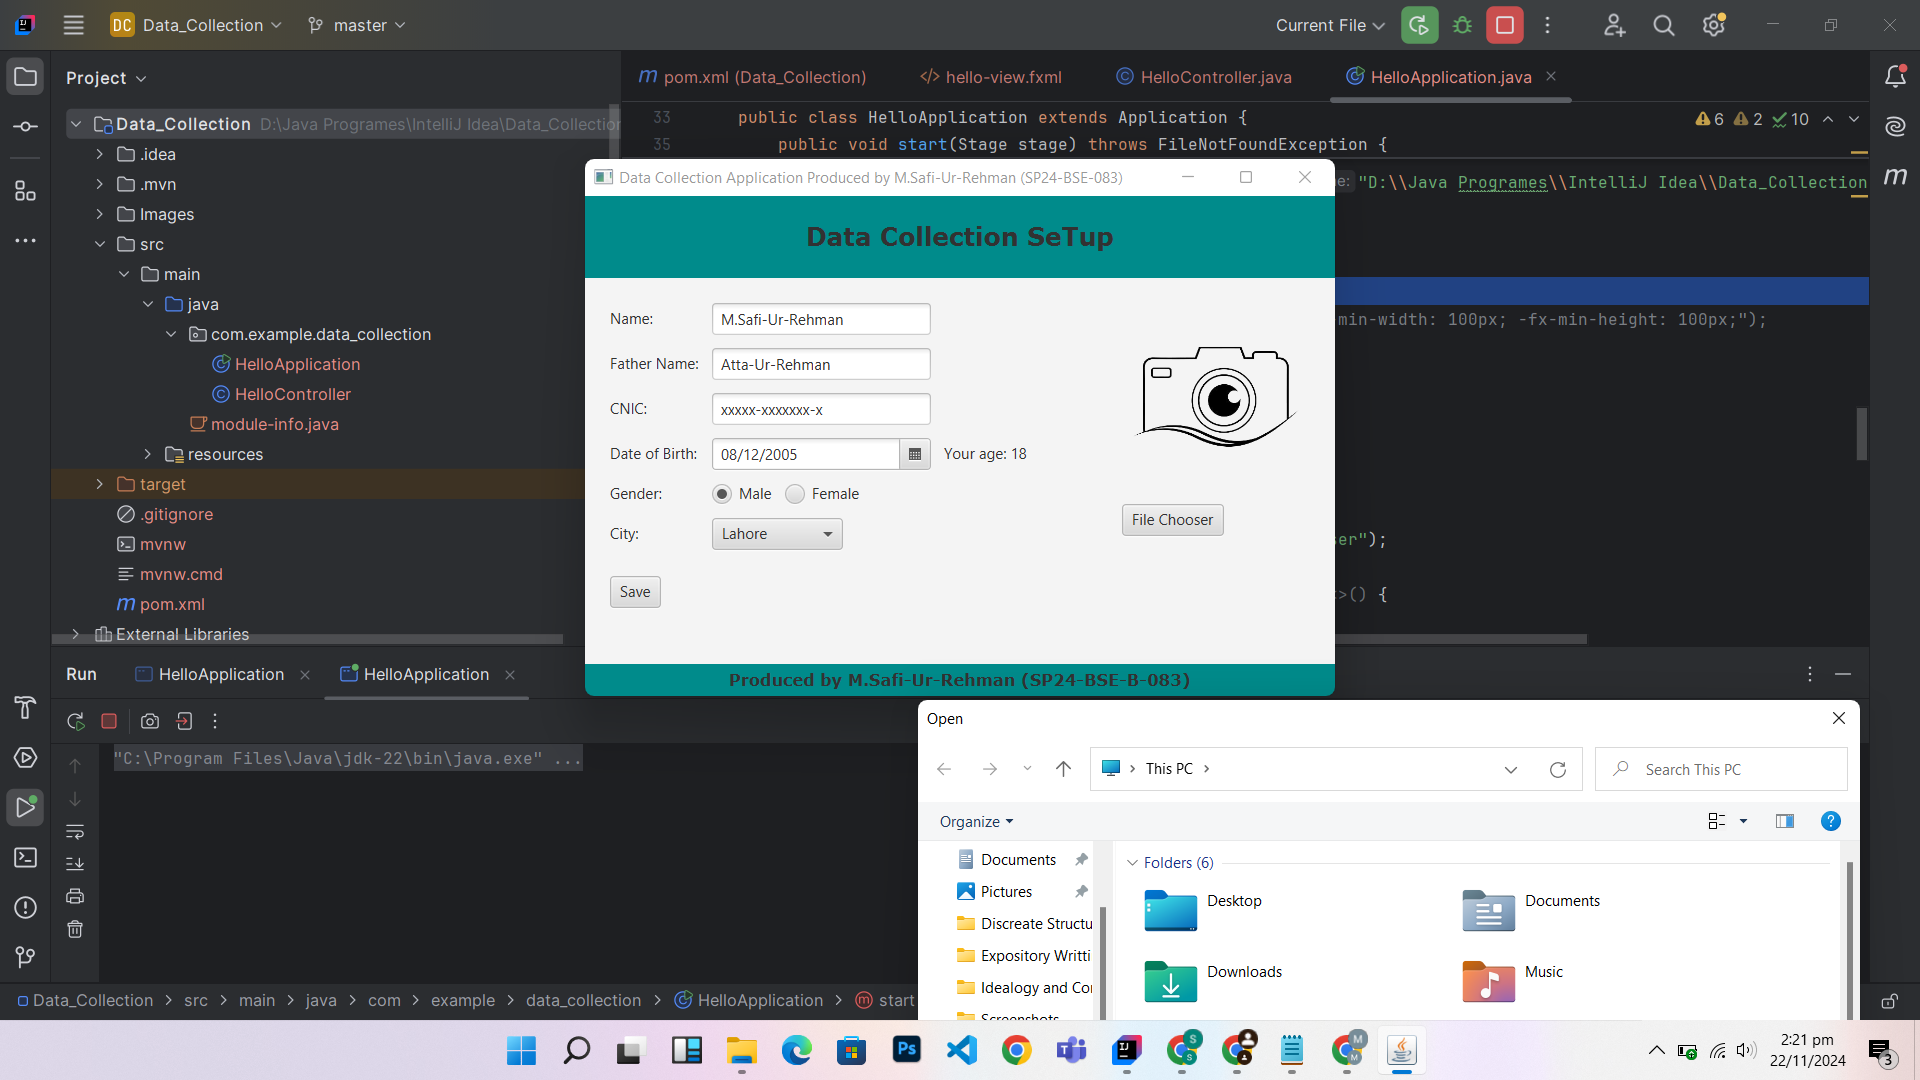 DC Data_Collection master Current File
Project
pom.xml (Data_Collection) hello-view.fxml HelloController.java HelloApplication.java
Data_Collection D:\Java Programes\IntelliJ Idea\Data_Collection
.idea
.mvn
Images
src
main
java
com.example.data_collection
HelloApplication
HelloController
module-info.java
resources
target
.gitignore
mvnw
mvnw.cmd
pom.xml
External Libraries
33 public class HelloApplication extends Application {
35 public void start(Stage stage) throws FileNotFoundException {
6 2 10
"D:\\Java Programes\\IntelliJ Idea\\Data_Collection
min-width: 100px; -fx-min-height: 100px;");
er");
>() {
Data Collection Application Produced by M.Safi-Ur-Rehman (SP24-BSE-083)
Data Collection SeTup
Name: M.Safi-Ur-Rehman
Father Name: Atta-Ur-Rehman
CNIC: xxxxx-xxxxxxx-x
Date of Birth: 08/12/2005 Your age: 18
Gender: Male Female
City: Lahore
File Chooser
Save
Produced by M.Safi-Ur-Rehman (SP24-BSE-B-083)
Run HelloApplication HelloApplication
"C:\Program Files\Java\jdk-22\bin\java.exe" ...
Open
This PC
Search This PC
Organize
Documents
Pictures
Discreate Structu
Expository Writti
Idealogy and Co
Screenshots
Folders (6)
Desktop
Documents
Downloads
Music
Data_Collection > src > main > java > com > example > data_collection > HelloApplication > start
2:21 pm
22/11/2024
3